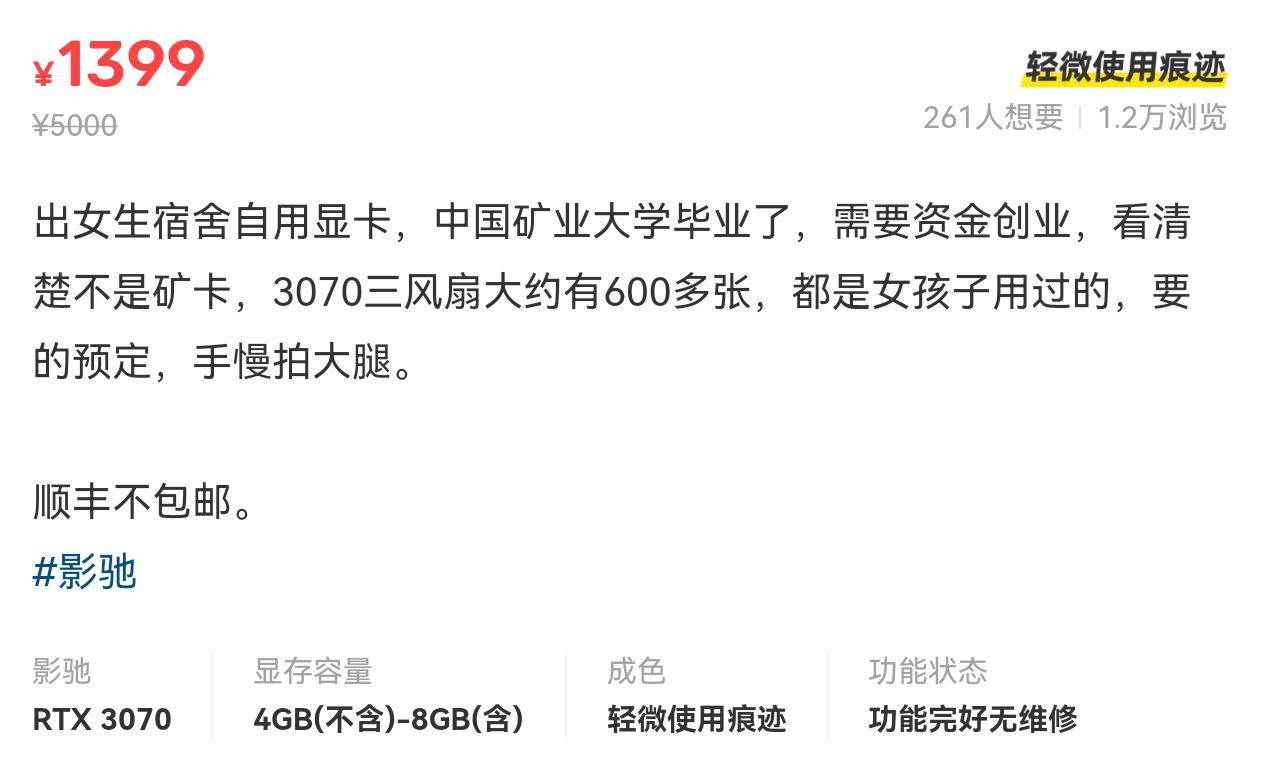 ¥1399
轻微使用痕迹
¥5000
261人想要 | 1.2万浏览
出女生宿舍自用显卡，中国矿业大学毕业了，需要资金创业，看清
楚不是矿卡，3070三风扇大约有600多张，都是女孩子用过的，要
的预定，手慢拍大腿。
顺丰不包邮。
#影驰
影驰 显存容量 成色 功能状态
RTX 3070 4GB(不含)-8GB(含) 轻微使用痕迹 功能完好无维修